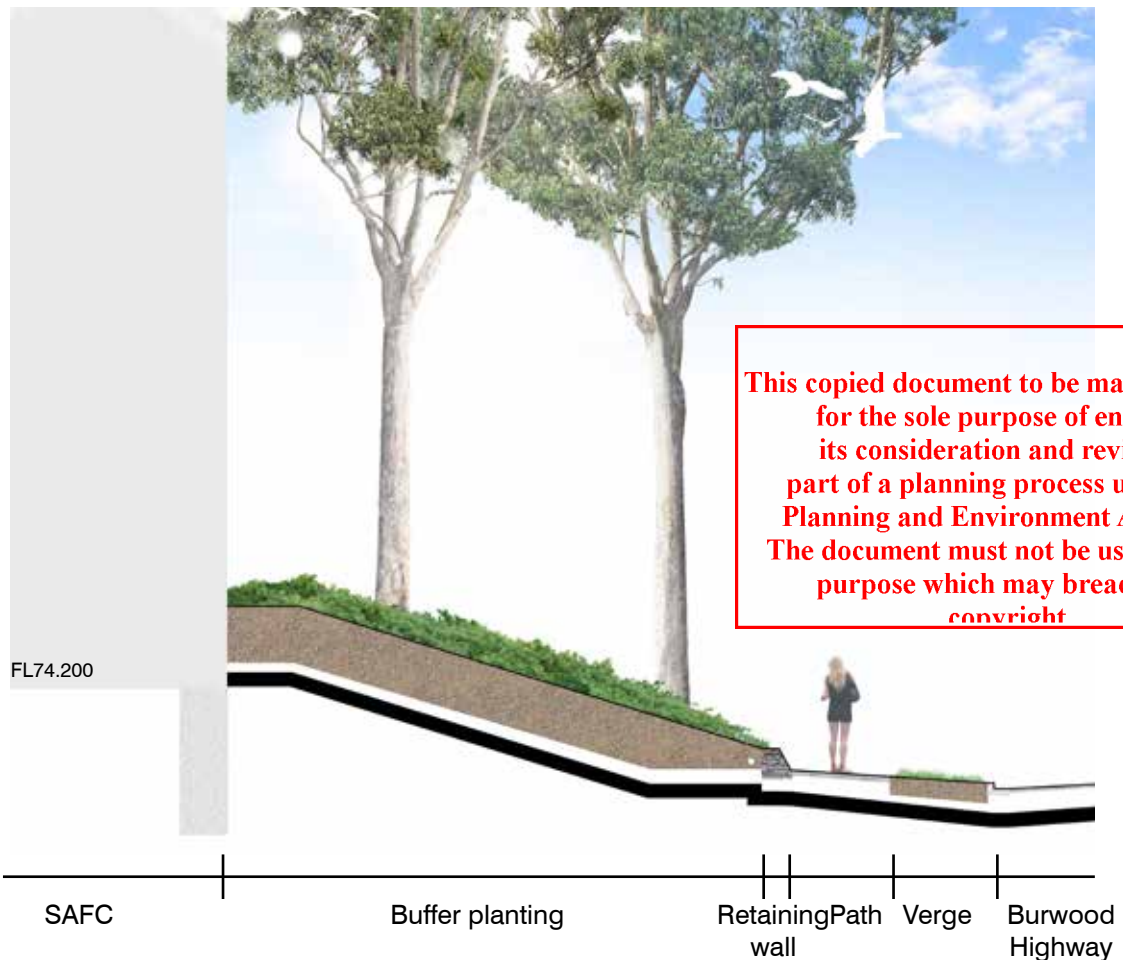 This copied document to be ma
for the sole purpose of en
its consideration and rev
part of a planning process u
Planning and Environment A
The document must not be us
purpose which may bread
copyright
FL74.200
SAFC
Buffer planting
Retaining
wall
Path
Verge
Burwood
Highway